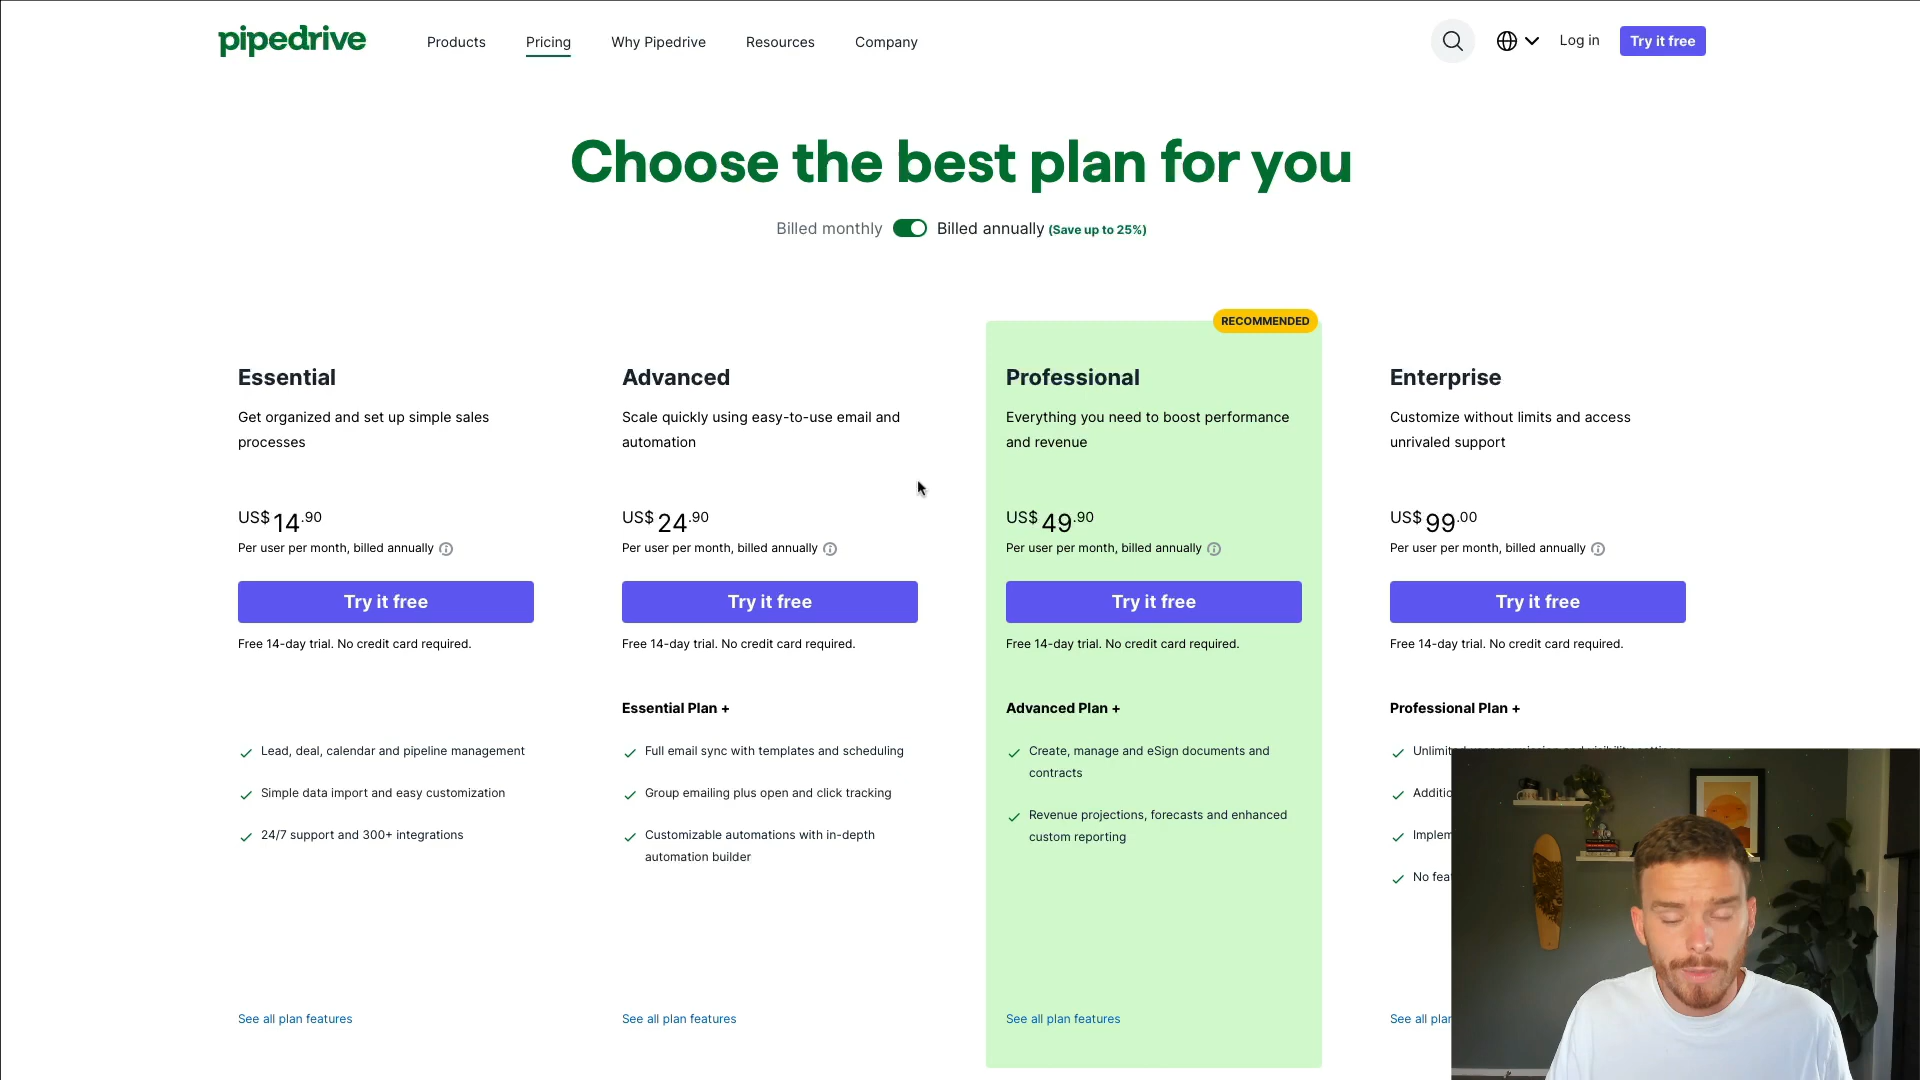 pipedrive
Products Pricing Why Pipedrive Resources Company
Log in
Try it free
Choose the best plan for you
Billed monthly Billed annually (Save up to 25%)
Essential
Get organized and set up simple sales
processes
US$ 14.90
Per user per month, billed annually
Try it free
Free 14-day trial. No credit card required.
Lead, deal, calendar and pipeline management
Simple data import and easy customization
24/7 support and 300+ integrations
See all plan features
Advanced
Scale quickly using easy-to-use email and
automation
US$ 24.90
Per user per month, billed annually
Try it free
Free 14-day trial. No credit card required.
Essential Plan +
Full email sync with templates and scheduling
Group emailing plus open and click tracking
Customizable automations with in-depth
automation builder
See all plan features
RECOMMENDED
Professional
Everything you need to boost performance
and revenue
US$ 49.90
Per user per month, billed annually
Try it free
Free 14-day trial. No credit card required.
Advanced Plan +
Create, manage and eSign documents and
contracts
Revenue projections, forecasts and enhanced
custom reporting
See all plan features
Enterprise
Customize without limits and access
unrivaled support
US$ 99.00
Per user per month, billed annually
Try it free
Free 14-day trial. No credit card required.
Professional Plan +
No
See all